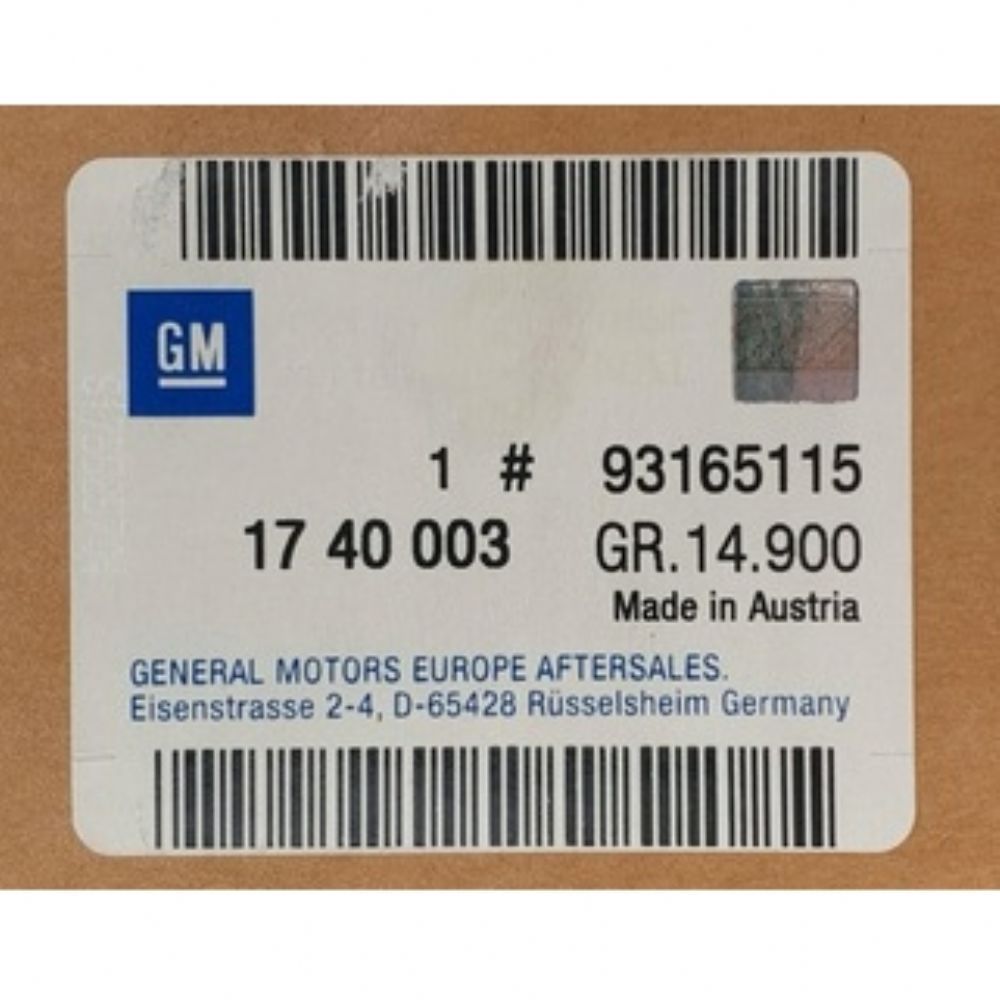 GM
1 # 93165115
17 40 003 GR.14.900
Made in Austria
GENERAL MOTORS EUROPE AFTERSALES.
Eisenstrasse 2-4, D-65428 Rüsselsheim Germany